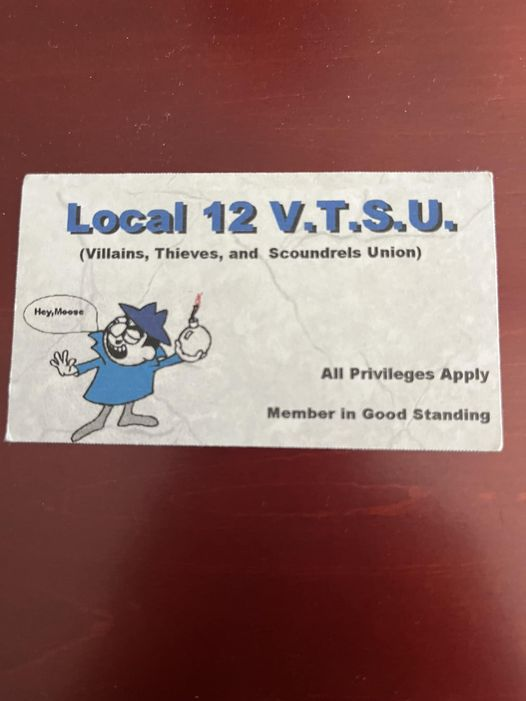 Local 12 V.T.S.U.
(Villains, Thieves, and Scoundrels Union)
Hey,Moose
All Privileges Apply
Member in Good Standing